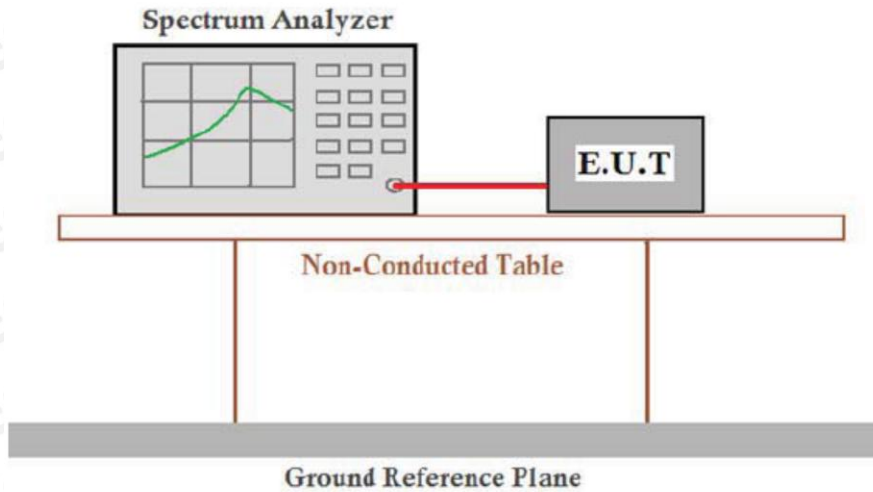 Spectrum Analyzer
E.U.T
Non-Conducted Table
Ground Reference Plane